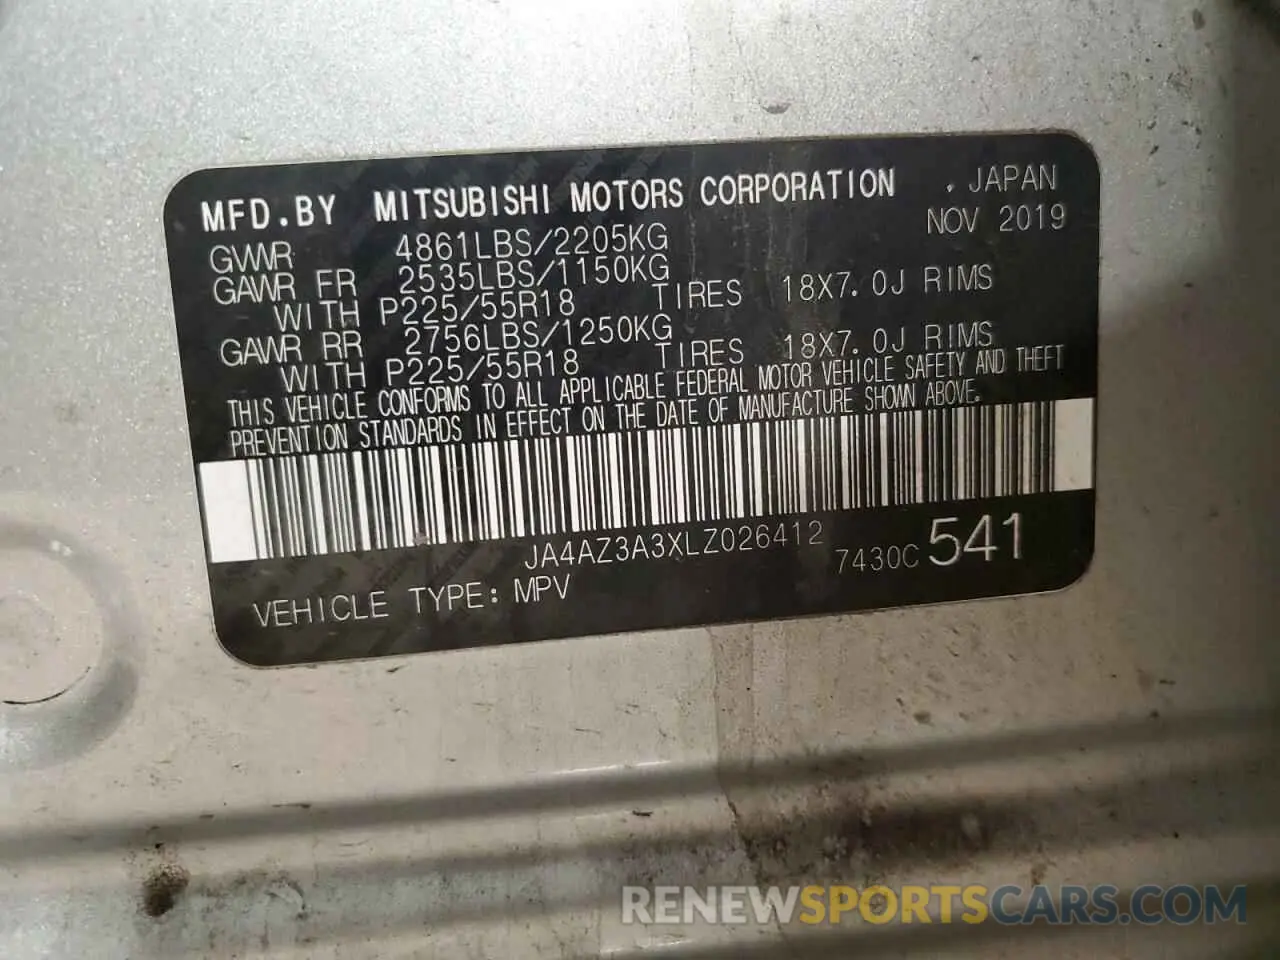 MFD.BY MITSUBISHI MOTORS CORPORATION . JAPAN
NOV 2019
GVWR 4861LBS/2205KG
GAWR FR 2535LBS/1150KG
WITH P225/55R18 TIRES 18X7.0J RIMS
GAWR RR 2756LBS/1250KG
WITH P225/55R18 TIRES 18X7.0J RIMS
THIS VEHICLE CONFORMS TO ALL APPLICABLE FEDERAL MOTOR VEHICLE SAFETY AND THEFT
PREVENTION STANDARDS IN EFFECT ON THE DATE OF MANUFACTURE SHOWN ABOVE.
JA4AZ3A3XLZ026412
7430C 541
VEHICLE TYPE: MPV
RENEWSPORTSCARS.COM